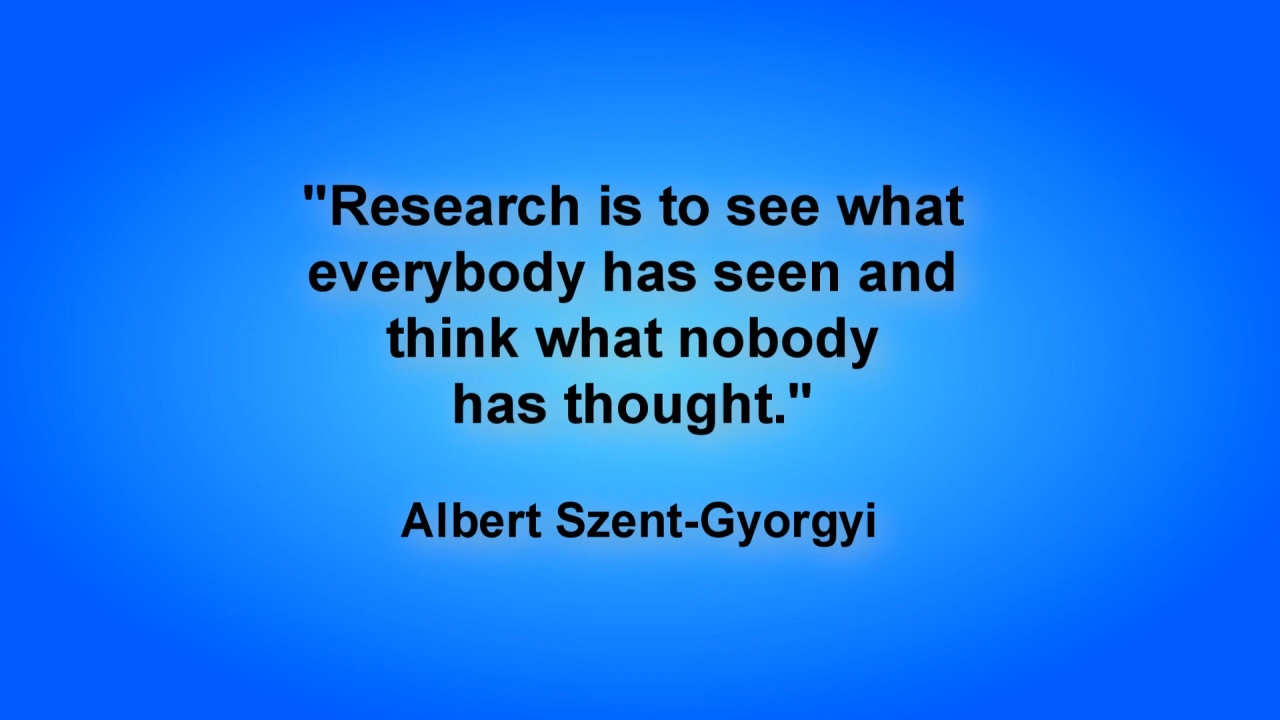 "Research is to see what
everybody has seen and
think what nobody
has thought."
Albert Szent-Gyorgyi